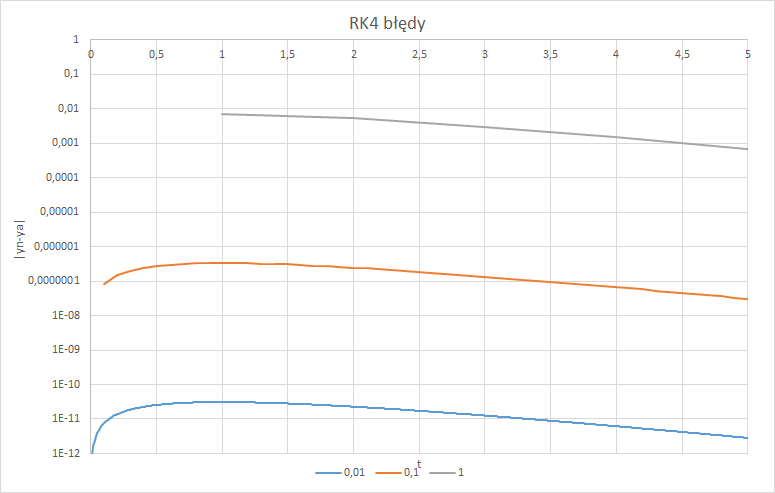 RK4 błędy
1
0 0,5 1 1,5 2 2,5 3 3,5 4 4,5 5
0,1
0,01
0,001
0,0001
0,00001
0,000001
0,0000001
1E-08
1E-09
1E-10
1E-11
1E-12
|yn-ya|
t
0,01 0,1 1